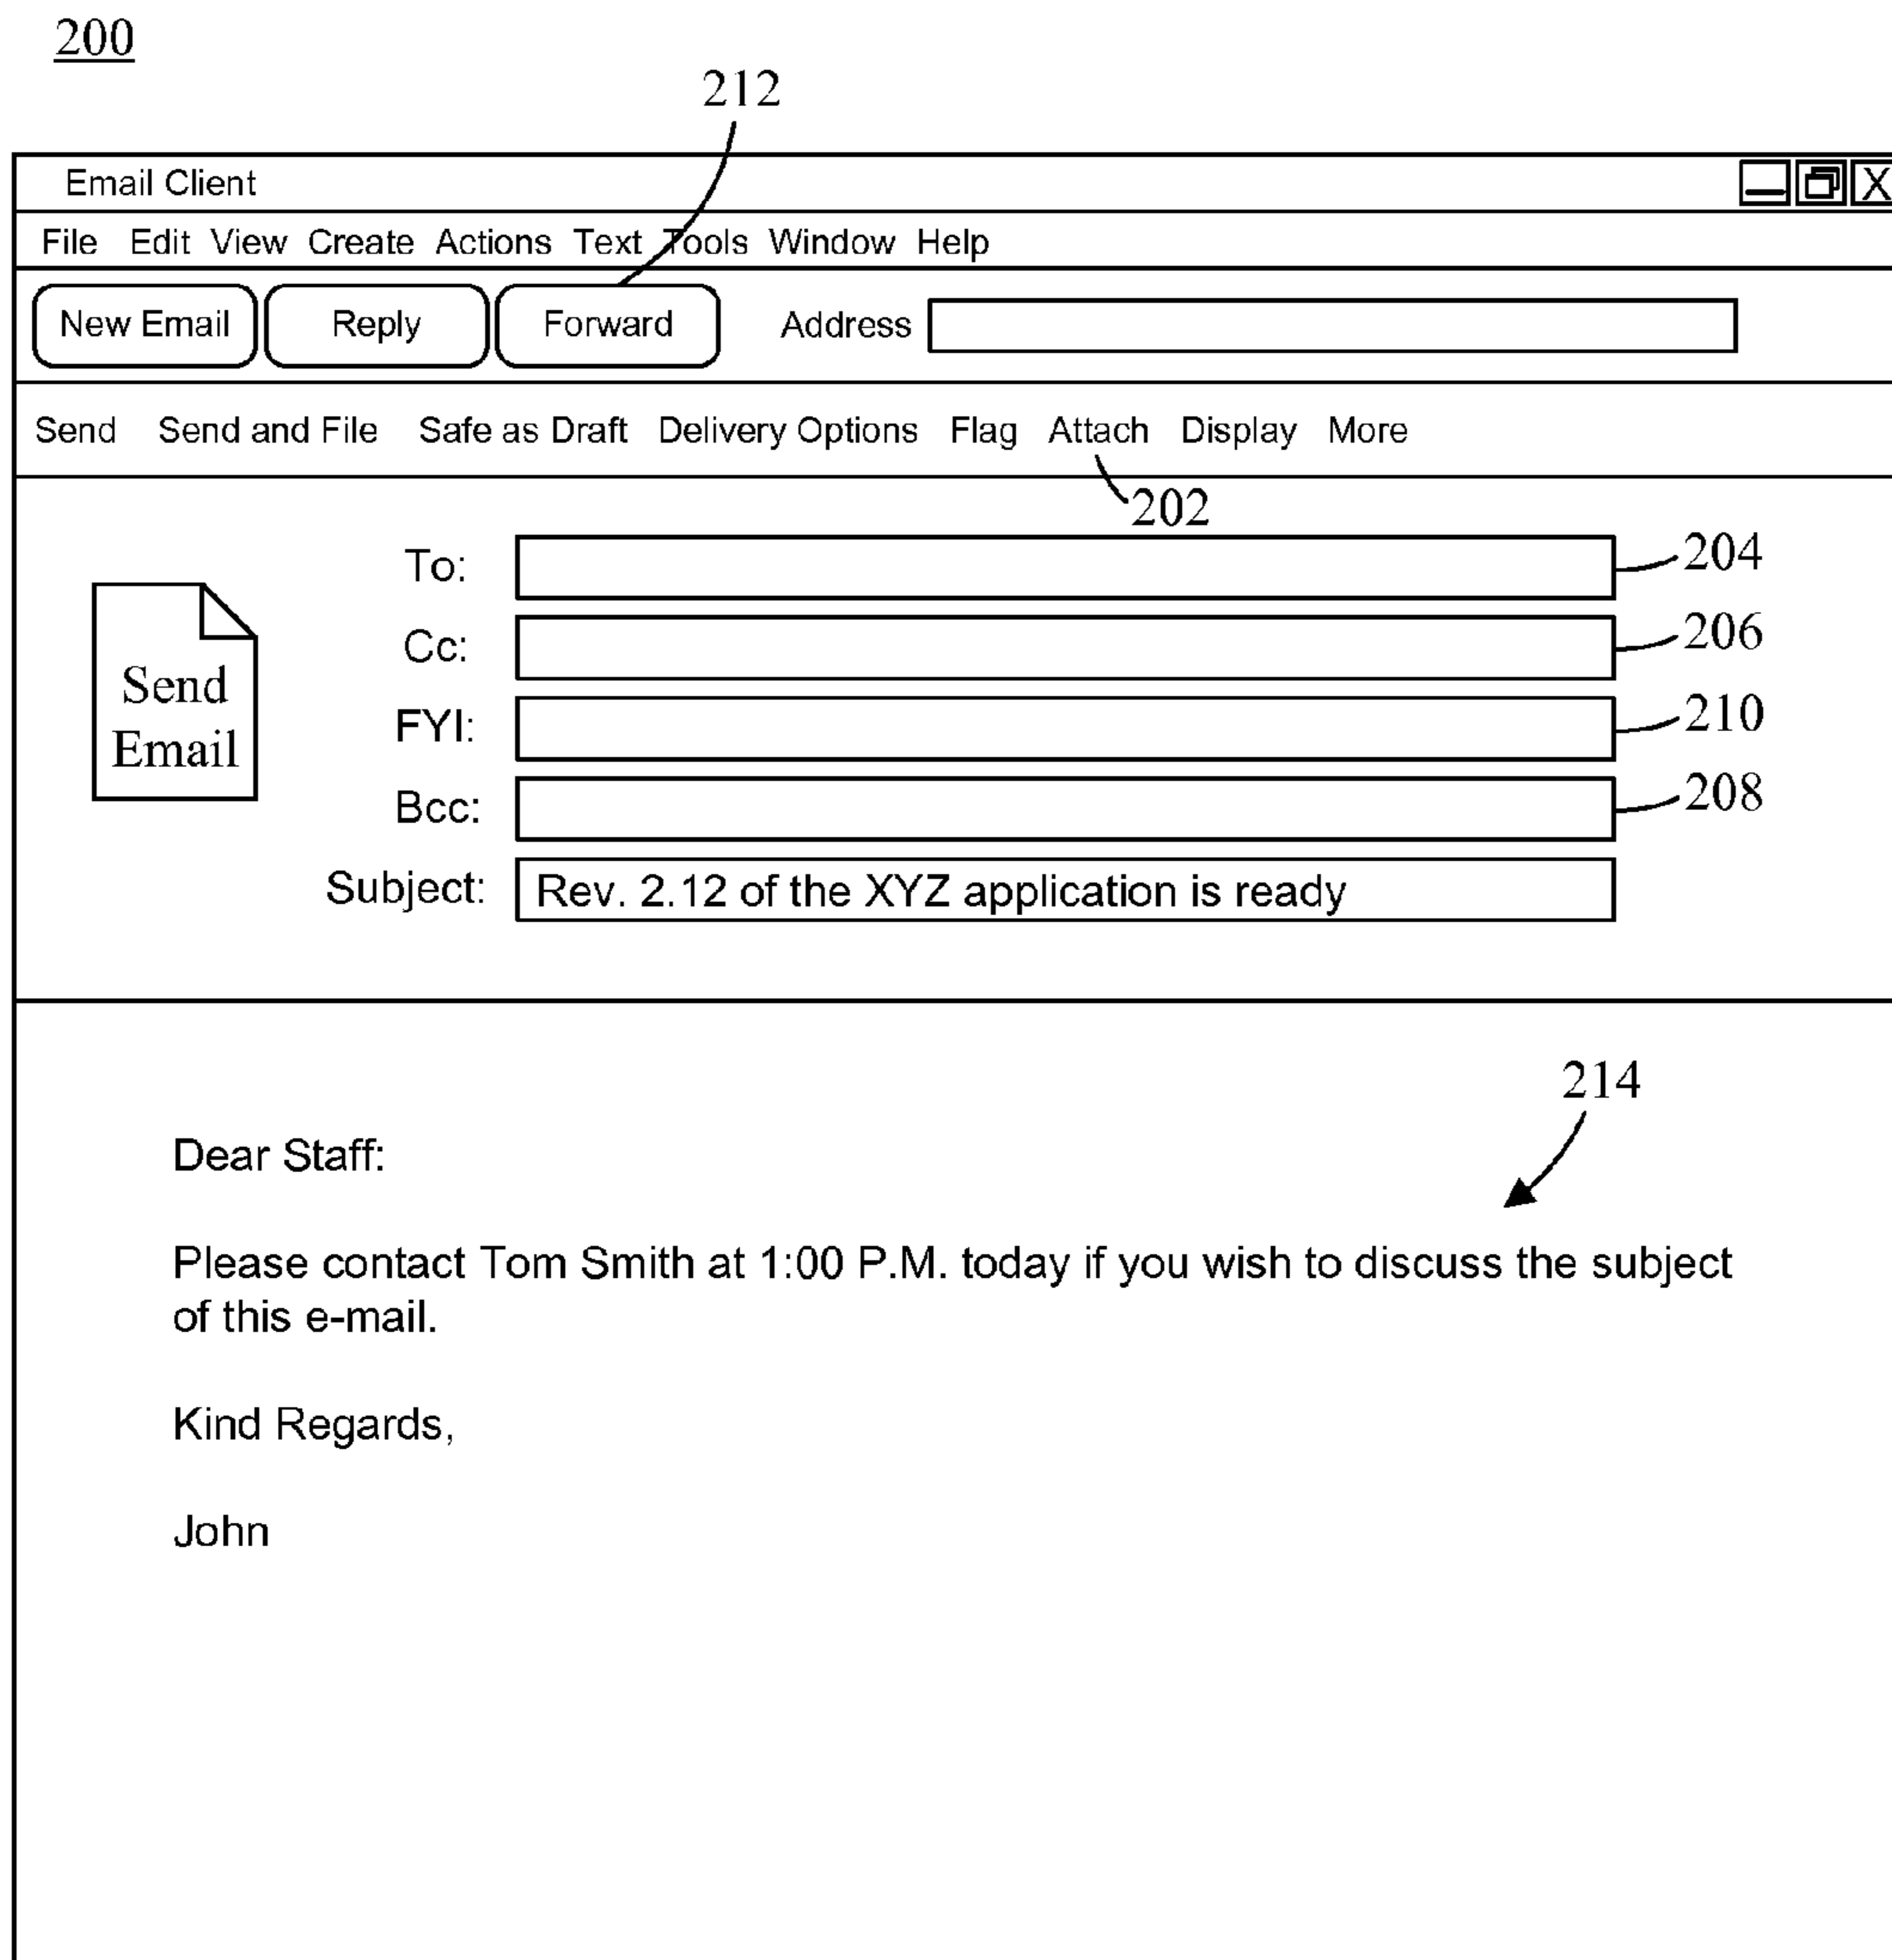 200
212
Email Client X
File Edit View Create Actions Text Tools Window Help
New Email Reply Forward Address
Send Send and File Safe as Draft Delivery Options Flag Attach Display More
202
To: 204
Cc: 206
FYI: 210
Bcc: 208
Send
Email
Subject: Rev. 2.12 of the XYZ application is ready
214
Dear Staff:
Please contact Tom Smith at 1:00 P.M. today if you wish to discuss the subject
of this e-mail.
Kind Regards,
John